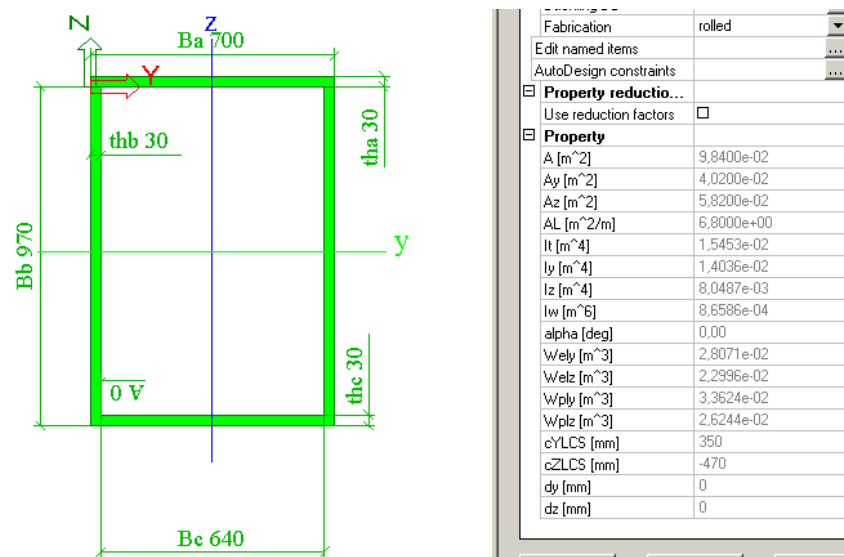 N
z
Ba 700
Y
thb 30
tha 30
y
Bb 970
thc 30
0 V
Bc 640
Fabrication rolled
Edit named items ...
AutoDesign constraints ...
Property reductio...
Use reduction factors
Property
A [m^2] 9,8400e-02
Ay [m^2] 4,0200e-02
Az [m^2] 5,8200e-02
AL [m^2/m] 6,8000e+00
It [m^4] 1,5453e-02
Iy [m^4] 1,4036e-02
Iz [m^4] 8,0487e-03
Iw [m^6] 8,6586e-04
alpha [deg] 0,00
Wely [m^3] 2,8071e-02
Welz [m^3] 2,2996e-02
Wply [m^3] 3,3624e-02
Wplz [m^3] 2,6244e-02
cYLCS [mm] 350
cZLCS [mm] -470
dy [mm] 0
dz [mm] 0